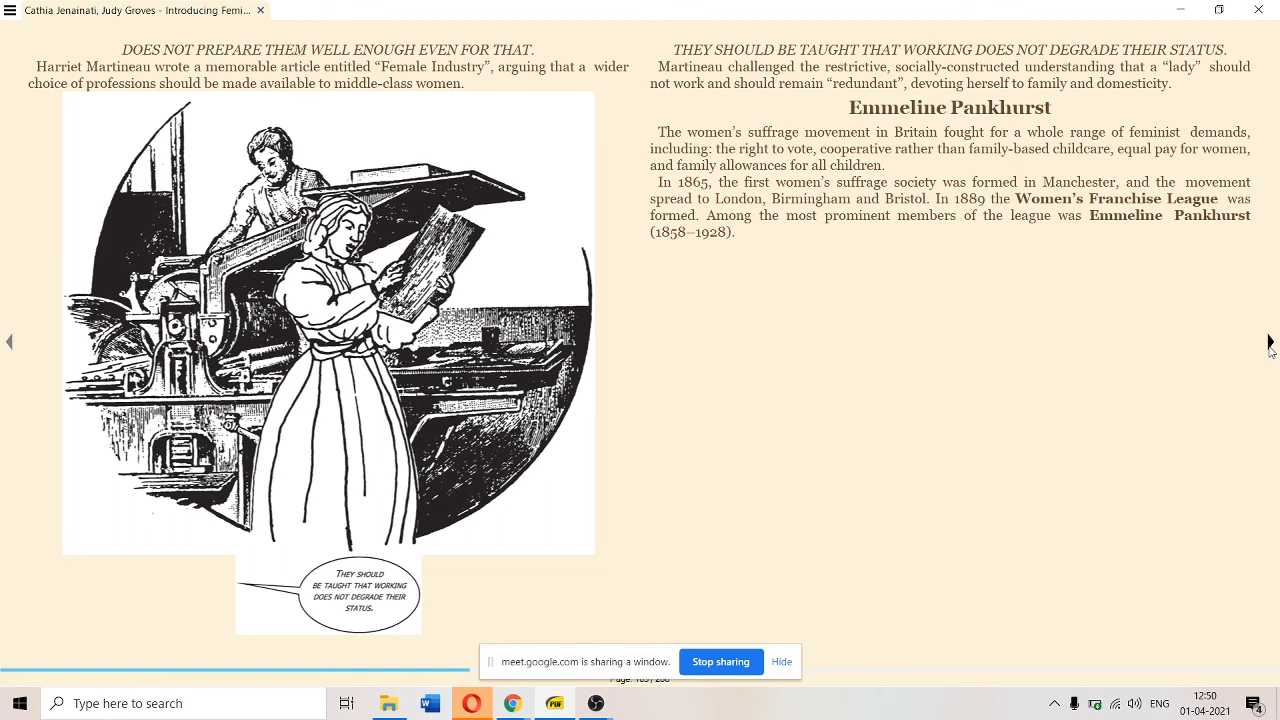 Cathia Jenainati, Judy Groves - Introducing Femi...
DOES NOT PREPARE THEM WELL ENOUGH EVEN FOR THAT.
Harriet Martineau wrote a memorable article entitled “Female Industry”, arguing that a wider
choice of professions should be made available to middle-class women.
THEY SHOULD
BE TAUGHT THAT WORKING
DOES NOT DEGRADE THEIR
STATUS.
THEY SHOULD BE TAUGHT THAT WORKING DOES NOT DEGRADE THEIR STATUS.
Martineau challenged the restrictive, socially-constructed understanding that a “lady” should
not work and should remain “redundant”, devoting herself to family and domesticity.
Emmeline Pankhurst
The women’s suffrage movement in Britain fought for a whole range of feminist demands,
including: the right to vote, cooperative rather than family-based childcare, equal pay for women,
and family allowances for all children.
In 1865, the first women’s suffrage society was formed in Manchester, and the movement
spread to London, Birmingham and Bristol. In 1889 the Women’s Franchise League was
formed. Among the most prominent members of the league was Emmeline Pankhurst
(1858–1928).
meet.google.com is sharing a window. Stop sharing Hide
Type here to search
ENG
12:50
01-04-2021
4